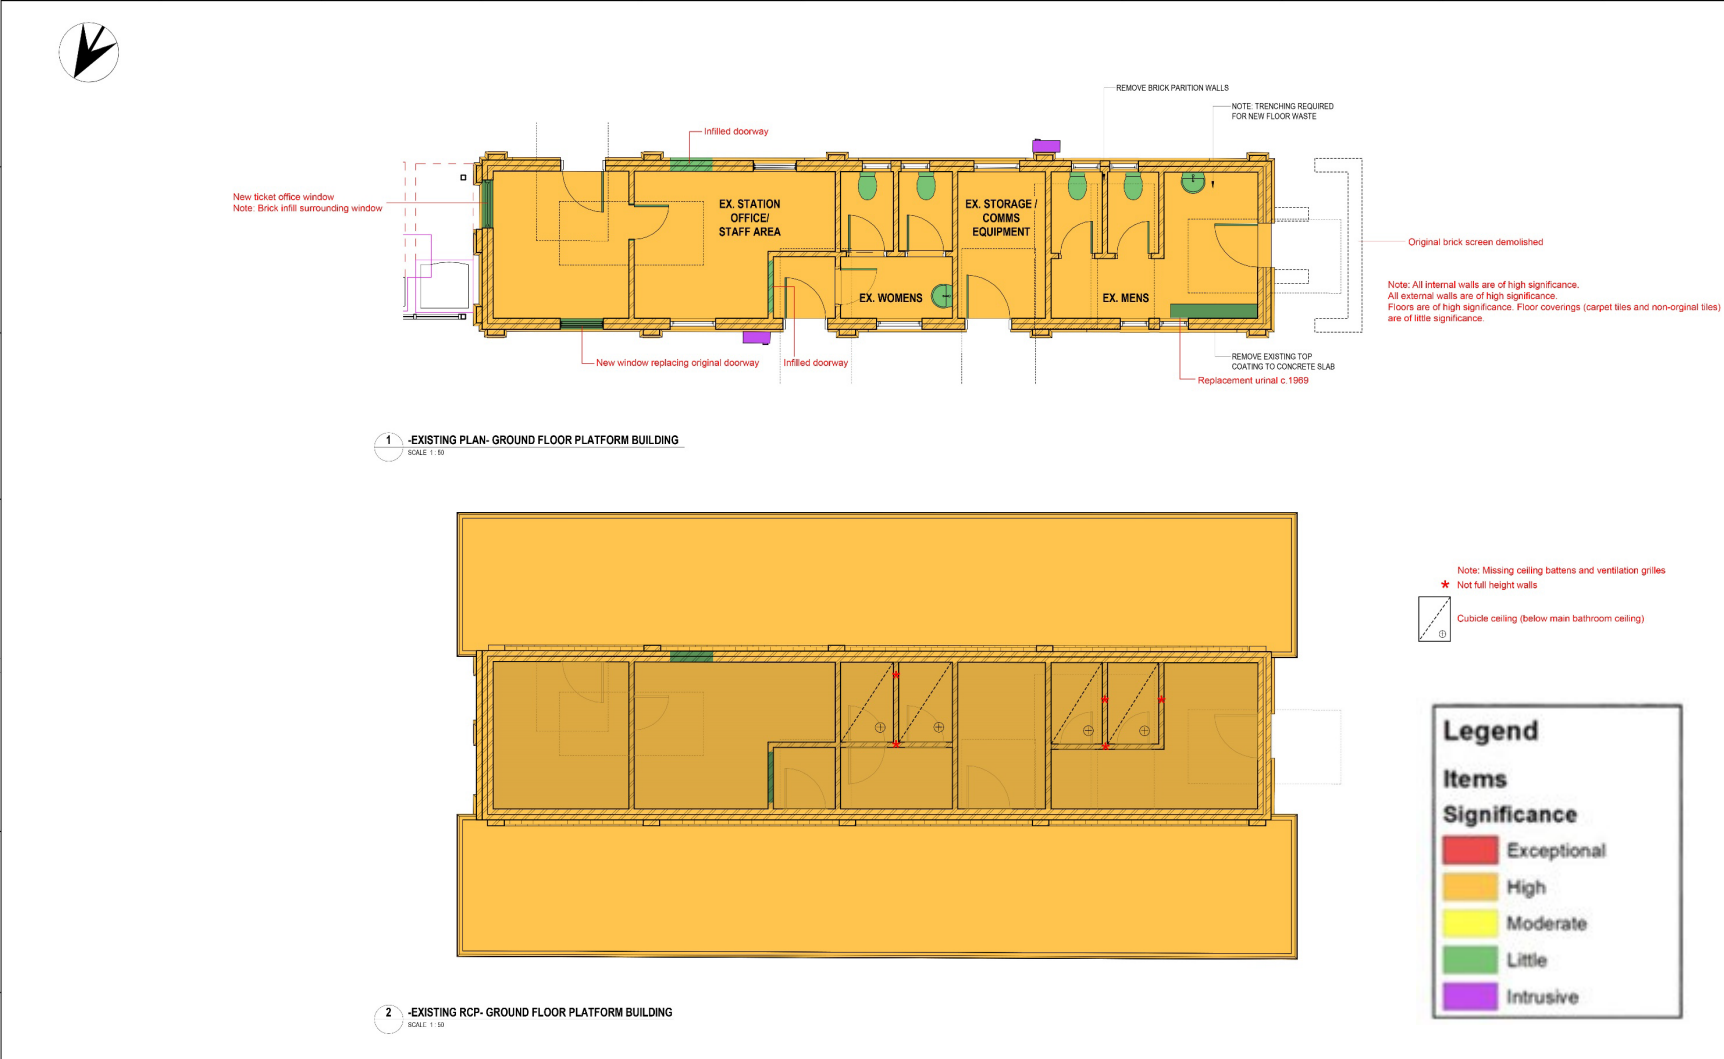 REMOVE BRICK PARITION WALLS
NOTE: TRENCHING REQUIRED
FOR NEW FLOOR WASTE
Infilled doorway
New ticket office window
Note: Brick infill surrounding window
EX. STATION
OFFICE/
STAFF AREA
EX. STORAGE /
COMMS
EQUIPMENT
EX. WOMENS
EX. MENS
Original brick screen demolished
Note: All internal walls are of high significance.
All external walls are of high significance.
Floors are of high significance. Floor coverings (carpet tiles and non-orginal tiles)
are of little significance.
New window replacing original doorway
Infilled doorway
REMOVE EXISTING TOP
COATING TO CONCRETE SLAB
Replacement urinal c.1969
1
-EXISTING PLAN- GROUND FLOOR PLATFORM BUILDING
SCALE 1 : 50
Note: Missing ceiling battens and ventilation grilles
* Not full height walls
Cubicle ceiling (below main bathroom ceiling)
Legend
Items
Significance
Exceptional
High
Moderate
Little
Intrusive
2
-EXISTING RCP- GROUND FLOOR PLATFORM BUILDING
SCALE 1 : 50